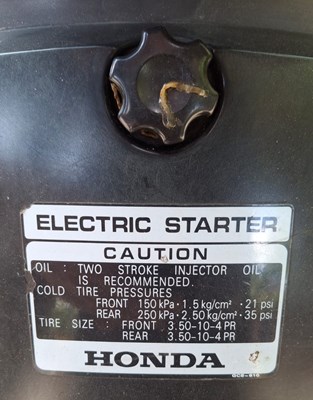 ELECTRIC STARTER
CAUTION
OIL : TWO STROKE INJECTOR OIL
IS RECOMMENDED.
COLD TIRE PRESSURES
FRONT 150 kPa · 1.5 kg/cm² · 21 psi
REAR 250 kPa · 2.50 kg/cm² · 35 psi
TIRE SIZE : FRONT 3.50-10-4 PR
REAR 3.50-10-4 PR
HONDA